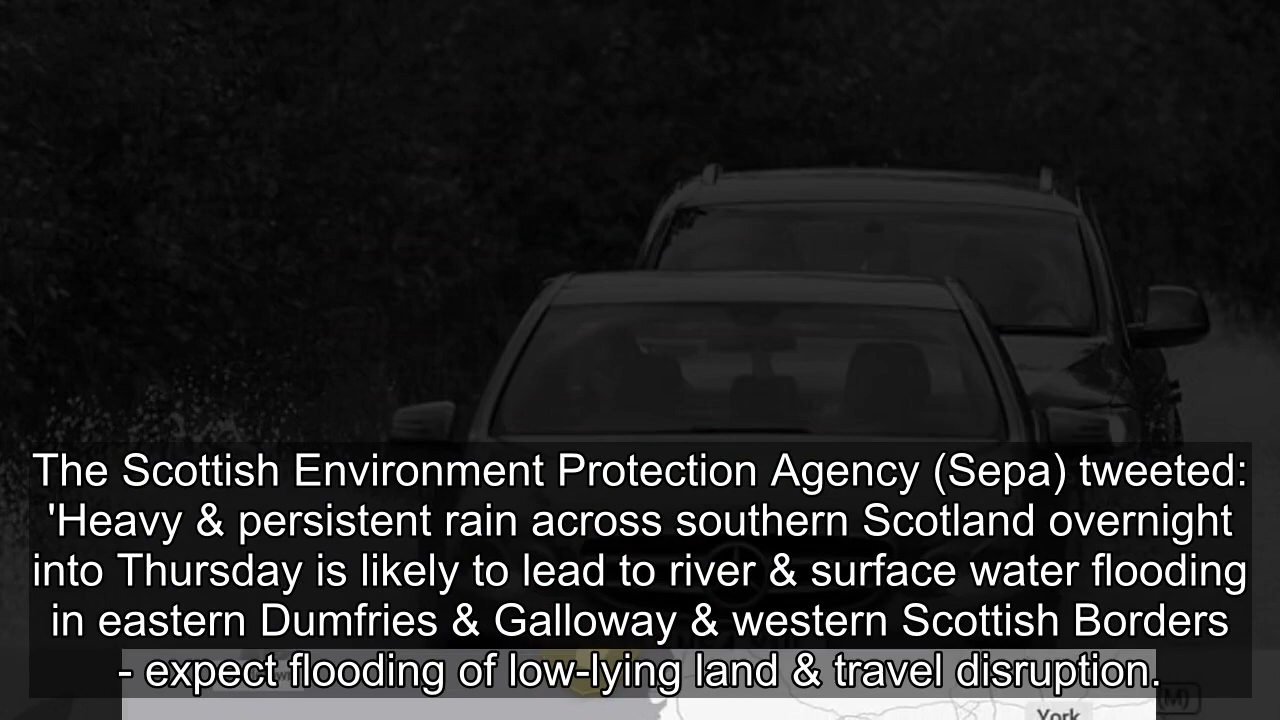 The Scottish Environment Protection Agency (Sepa) tweeted:
'Heavy & persistent rain across southern Scotland overnight
into Thursday is likely to lead to river & surface water flooding
in eastern Dumfries & Galloway & western Scottish Borders
- expect flooding of low-lying land & travel disruption.
(M)
York